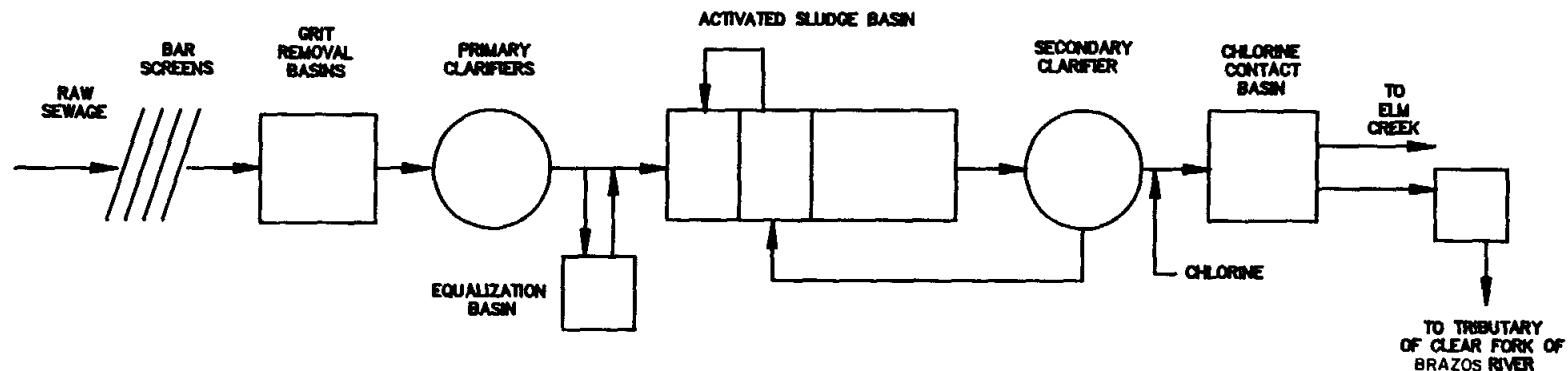 RAW
SEWAGE
BAR
SCREENS
GRIT
REMOVAL
BASINS
PRIMARY
CLARIFIERS
EQUALIZATION
BASIN
ACTIVATED SLUDGE BASIN
SECONDARY
CLARIFIER
CHLORINE
CHLORINE
CONTACT
BASIN
TO
ELM
CREEK
TO TRIBUTARY
OF CLEAR FORK OF
BRAZOS RIVER